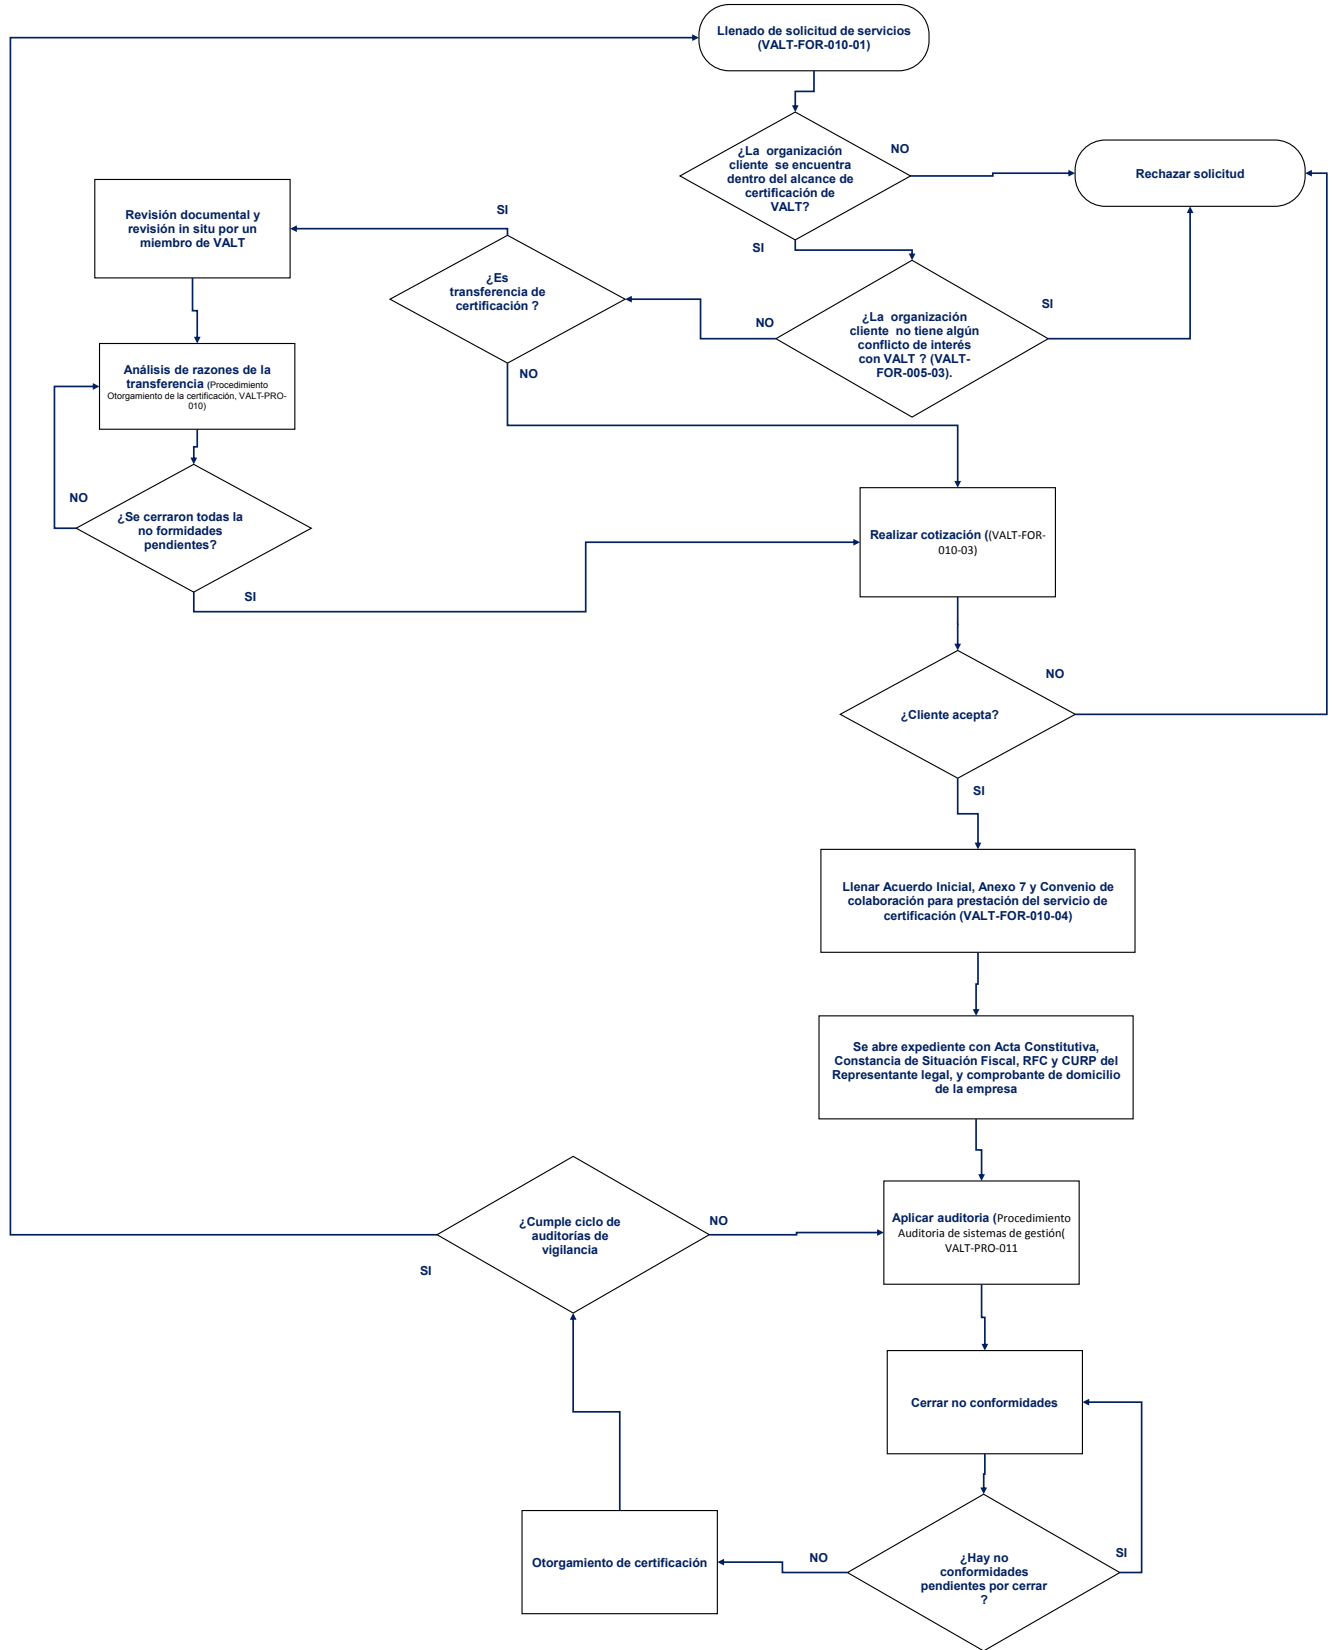 Llenado de solicitud de servicios
(VALT-FOR-010-01)
¿La organización
cliente se encuentra
dentro del alcance de
certificación de
VALT?
NO
Rechazar solicitud
SI
¿La organización
cliente no tiene algún
conflicto de interés
con VALT ? (VALT-
FOR-005-03).
SI
NO
¿Es
transferencia de
certificación ?
SI
NO
Revisión documental y
revisión in situ por un
miembro de VALT
Análisis de razones de la
transferencia (Procedimiento
Otorgamiento de la certificación, VALT-PRO-
010)
NO
¿Se cerraron todas la
no formidades
pendientes?
SI
Realizar cotización ((VALT-FOR-
010-03)
¿Cliente acepta?
NO
SI
Llenar Acuerdo Inicial, Anexo 7 y Convenio de
colaboración para prestación del servicio de
certificación (VALT-FOR-010-04)
Se abre expediente con Acta Constitutiva,
Constancia de Situación Fiscal, RFC y CURP del
Representante legal, y comprobante de domicilio
de la empresa
Aplicar auditoria (Procedimiento
Auditoria de sistemas de gestión(
VALT-PRO-011
¿Cumple ciclo de
auditorías de
vigilancia
NO
SI
Cerrar no conformidades
¿Hay no
conformidades
pendientes por cerrar
?
SI
NO
Otorgamiento de certificación